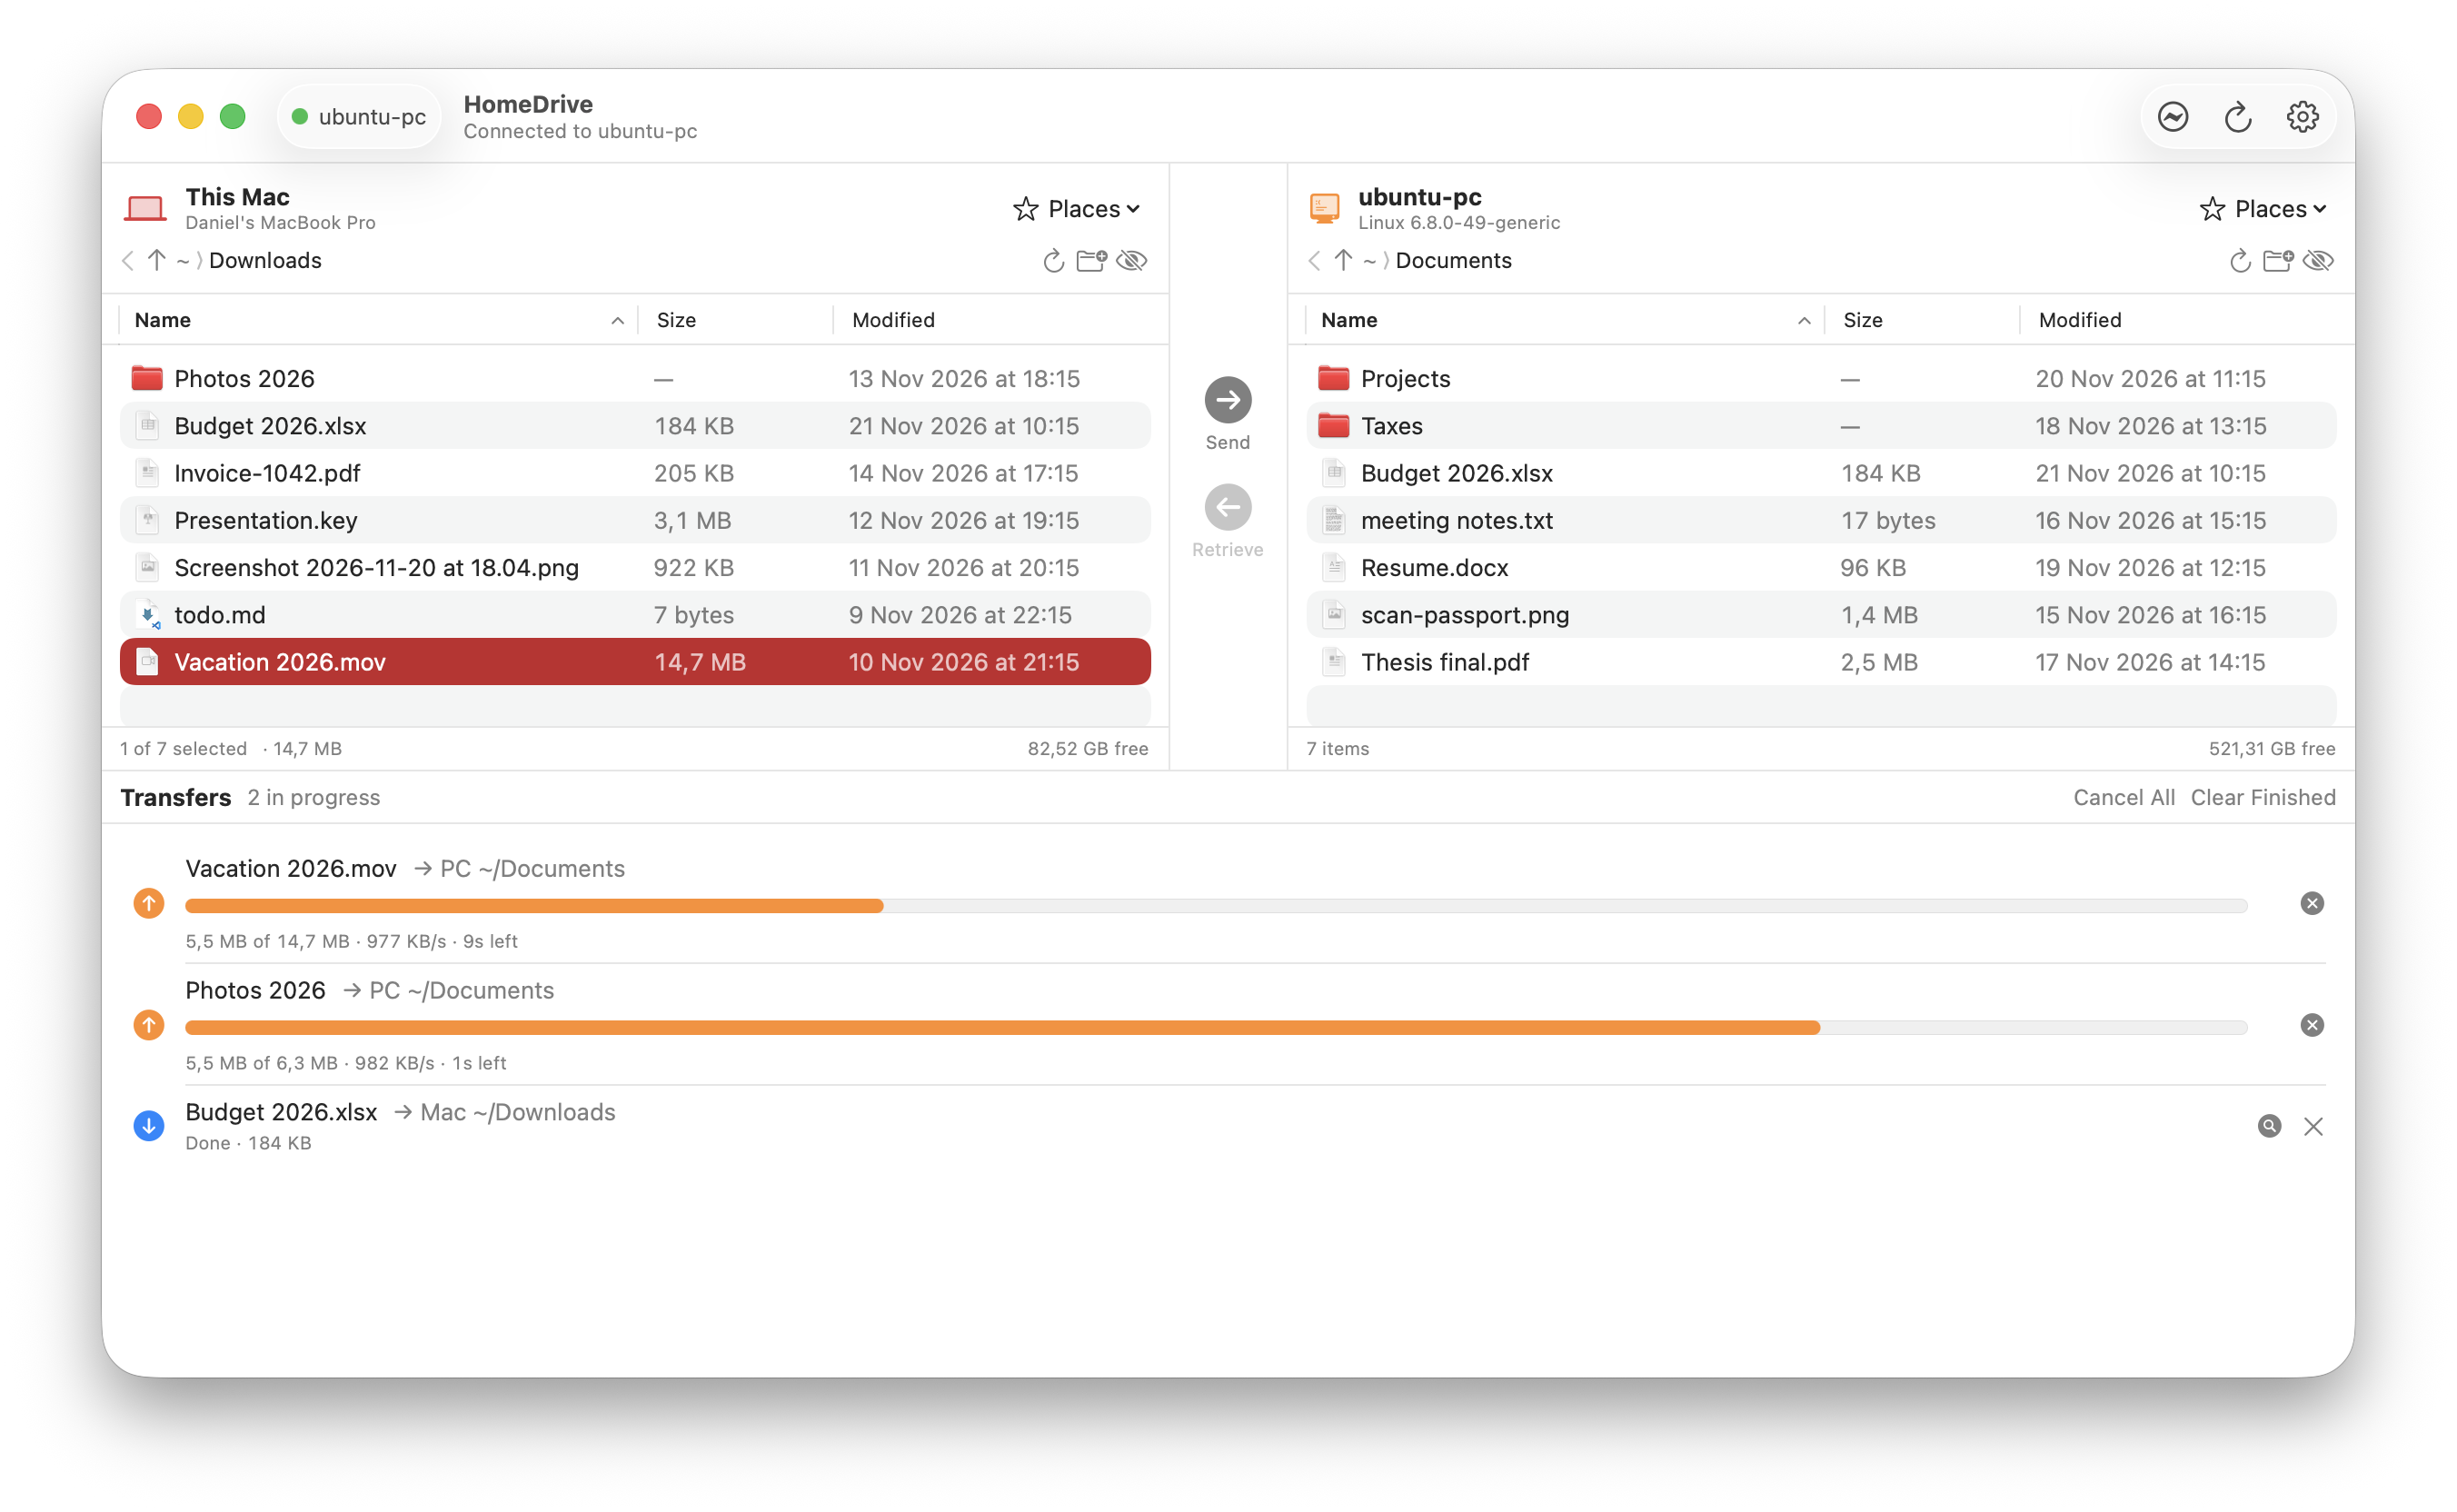 ubuntu-pc
HomeDrive
Connected to ubuntu-pc
This Mac
Daniel's MacBook Pro
Places
~ 〉Downloads
Name Size Modified
Photos 2026 — 13 Nov 2026 at 18:15
Budget 2026.xlsx 184 KB 21 Nov 2026 at 10:15
Invoice-1042.pdf 205 KB 14 Nov 2026 at 17:15
Presentation.key 3,1 MB 12 Nov 2026 at 19:15
Screenshot 2026-11-20 at 18.04.png 922 KB 11 Nov 2026 at 20:15
todo.md 7 bytes 9 Nov 2026 at 22:15
Vacation 2026.mov 14,7 MB 10 Nov 2026 at 21:15
1 of 7 selected · 14,7 MB 82,52 GB free
Send
Retrieve
ubuntu-pc
Linux 6.8.0-49-generic
Places
~ 〉Documents
Name Size Modified
Projects — 20 Nov 2026 at 11:15
Taxes — 18 Nov 2026 at 13:15
Budget 2026.xlsx 184 KB 21 Nov 2026 at 10:15
meeting notes.txt 17 bytes 16 Nov 2026 at 15:15
Resume.docx 96 KB 19 Nov 2026 at 12:15
scan-passport.png 1,4 MB 15 Nov 2026 at 16:15
Thesis final.pdf 2,5 MB 17 Nov 2026 at 14:15
7 items 521,31 GB free
Transfers 2 in progress Cancel All Clear Finished
Vacation 2026.mov → PC ~/Documents
5,5 MB of 14,7 MB · 977 KB/s · 9s left
Photos 2026 → PC ~/Documents
5,5 MB of 6,3 MB · 982 KB/s · 1s left
Budget 2026.xlsx → Mac ~/Downloads
Done · 184 KB